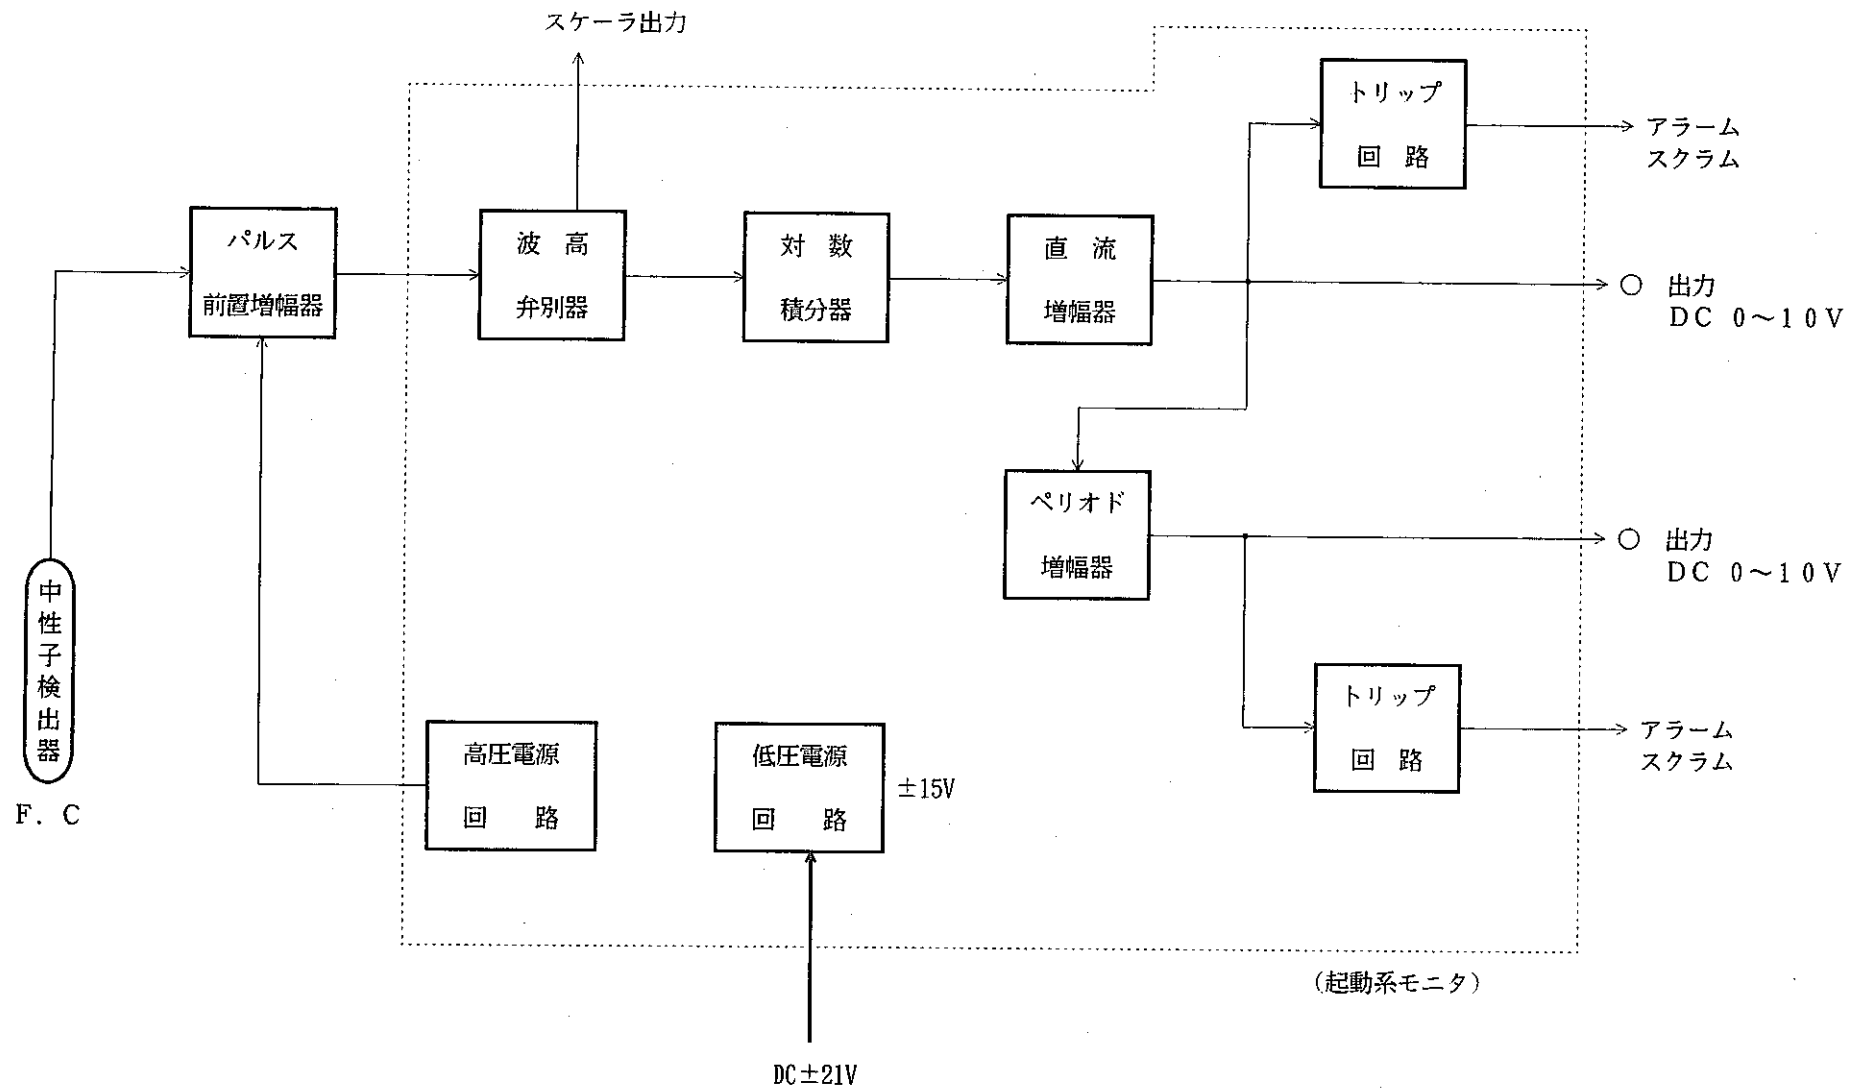 スケーラ出力
トリップ
回 路
アラーム
スクラム
パルス
前置増幅器
波 高
弁別器
対 数
積分器
直 流
増幅器
出力
DC 0～10V
ペリオド
増幅器
出力
DC 0～10V
中性子検出器
F. C
高圧電源
回 路
低圧電源
回 路
±15V
トリップ
回 路
アラーム
スクラム
(起動系モニタ)
DC±21V